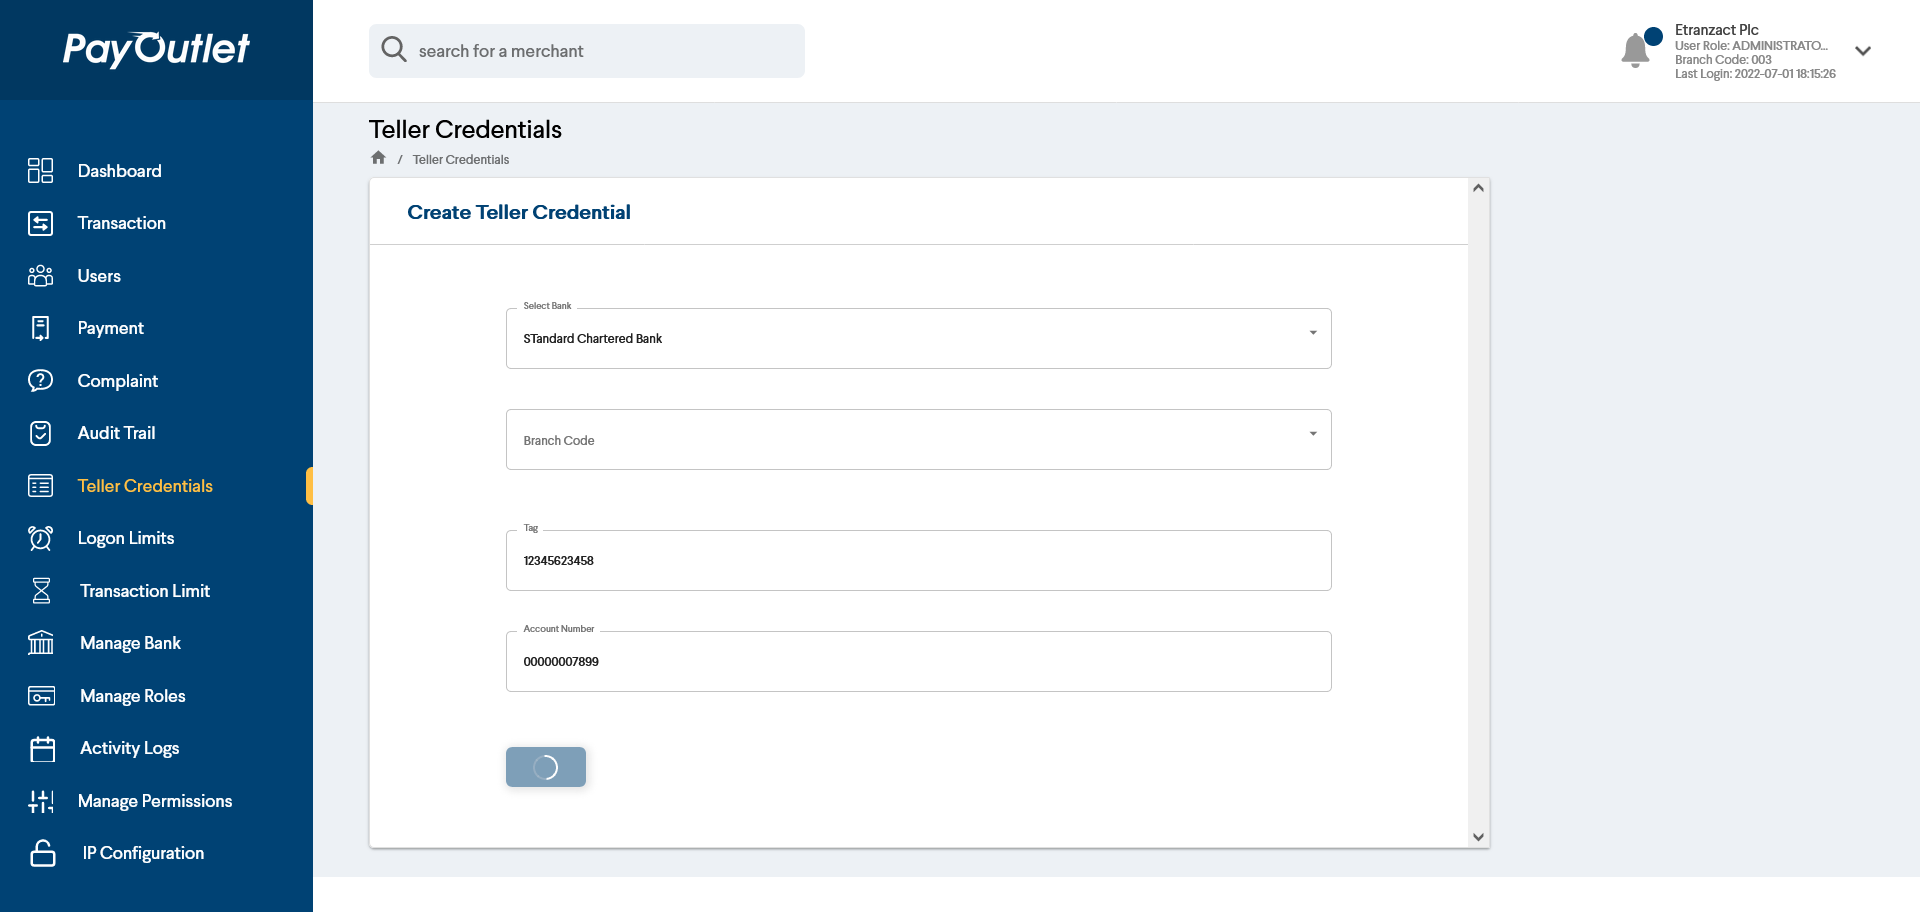 PayOutlet
search for a merchant
Etranzact Plc
User Role: ADMINISTRATO...
Branch Code: 003
Last Login: 2022-07-01 18:15:26
Dashboard
Transaction
Users
Payment
Complaint
Audit Trail
Teller Credentials
Logon Limits
Transaction Limit
Manage Bank
Manage Roles
Activity Logs
Manage Permissions
IP Configuration
Teller Credentials
/ Teller Credentials
Create Teller Credential
Select Bank
STandard Chartered Bank
Branch Code
Tag
12345623458
Account Number
00000007899